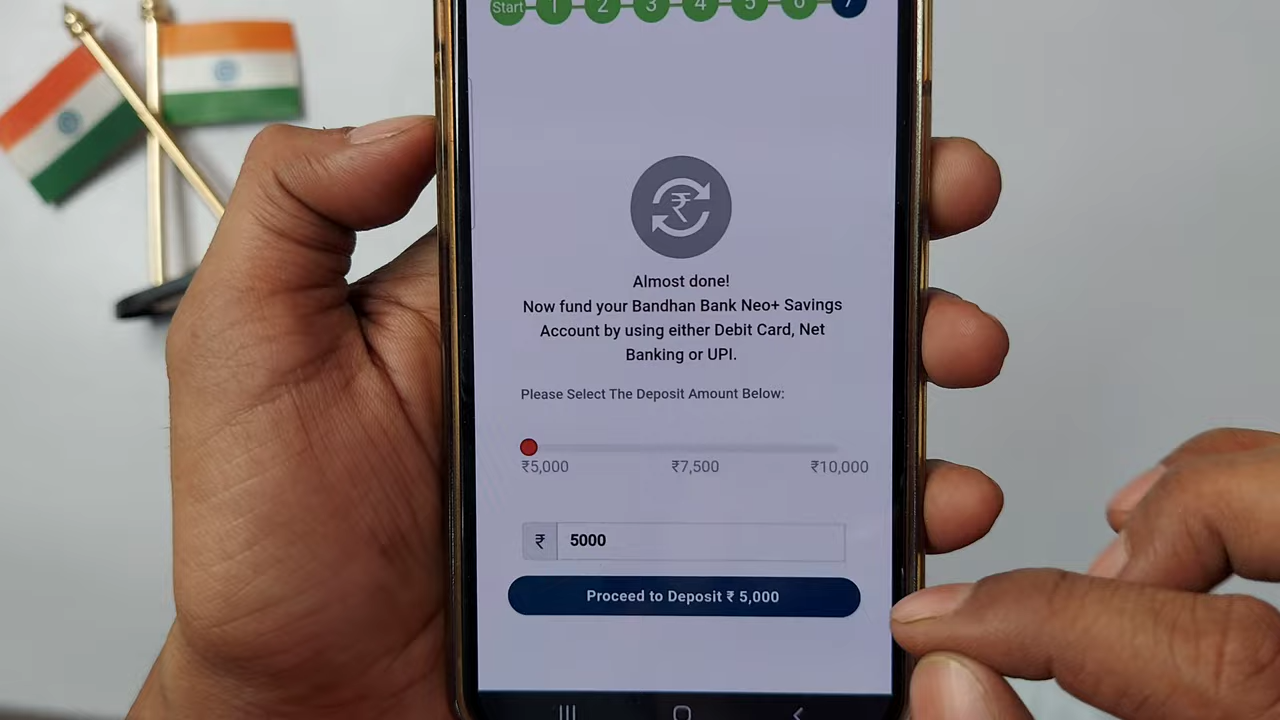 Start 1 2 3 4 5 6 7
₹
Almost done!
Now fund your Bandhan Bank Neo+ Savings
Account by using either Debit Card, Net
Banking or UPI.
Please Select The Deposit Amount Below:
₹5,000 ₹7,500 ₹10,000
₹ 5000
Proceed to Deposit ₹ 5,000